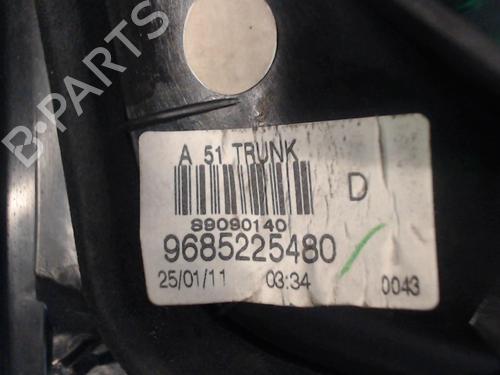 B-PARTS
A 51 TRUNK
D
89090140
9685225480
25/01/11 03:34 0043